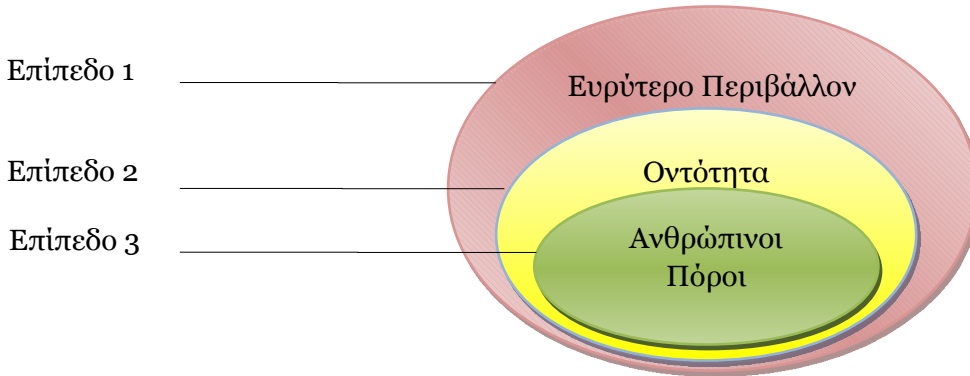 Επίπεδο 1
Ευρύτερο Περιβάλλον
Επίπεδο 2
Οντότητα
Επίπεδο 3
Ανθρώπινοι
Πόροι